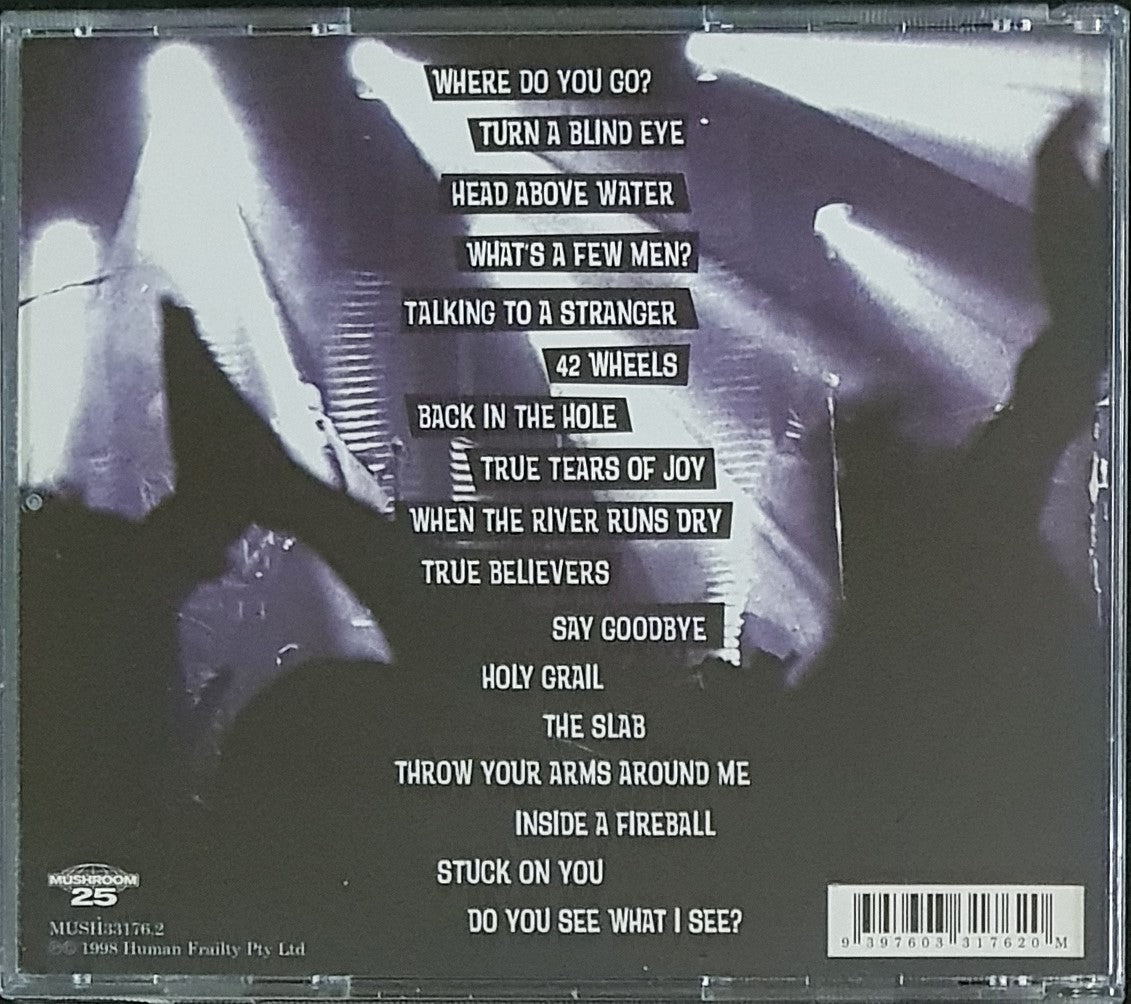 WHERE DO YOU GO?
TURN A BLIND EYE
HEAD ABOVE WATER
WHAT'S A FEW MEN?
TALKING TO A STRANGER
42 WHEELS
BACK IN THE HOLE
TRUE TEARS OF JOY
WHEN THE RIVER RUNS DRY
TRUE BELIEVERS
SAY GOODBYE
HOLY GRAIL
THE SLAB
THROW YOUR ARMS AROUND ME
INSIDE A FIREBALL
STUCK ON YOU
DO YOU SEE WHAT I SEE?
MUSHROOM
25
MUSH33176.2
℗© 1998 Human Frailty Pty Ltd
9 397603 317620 M